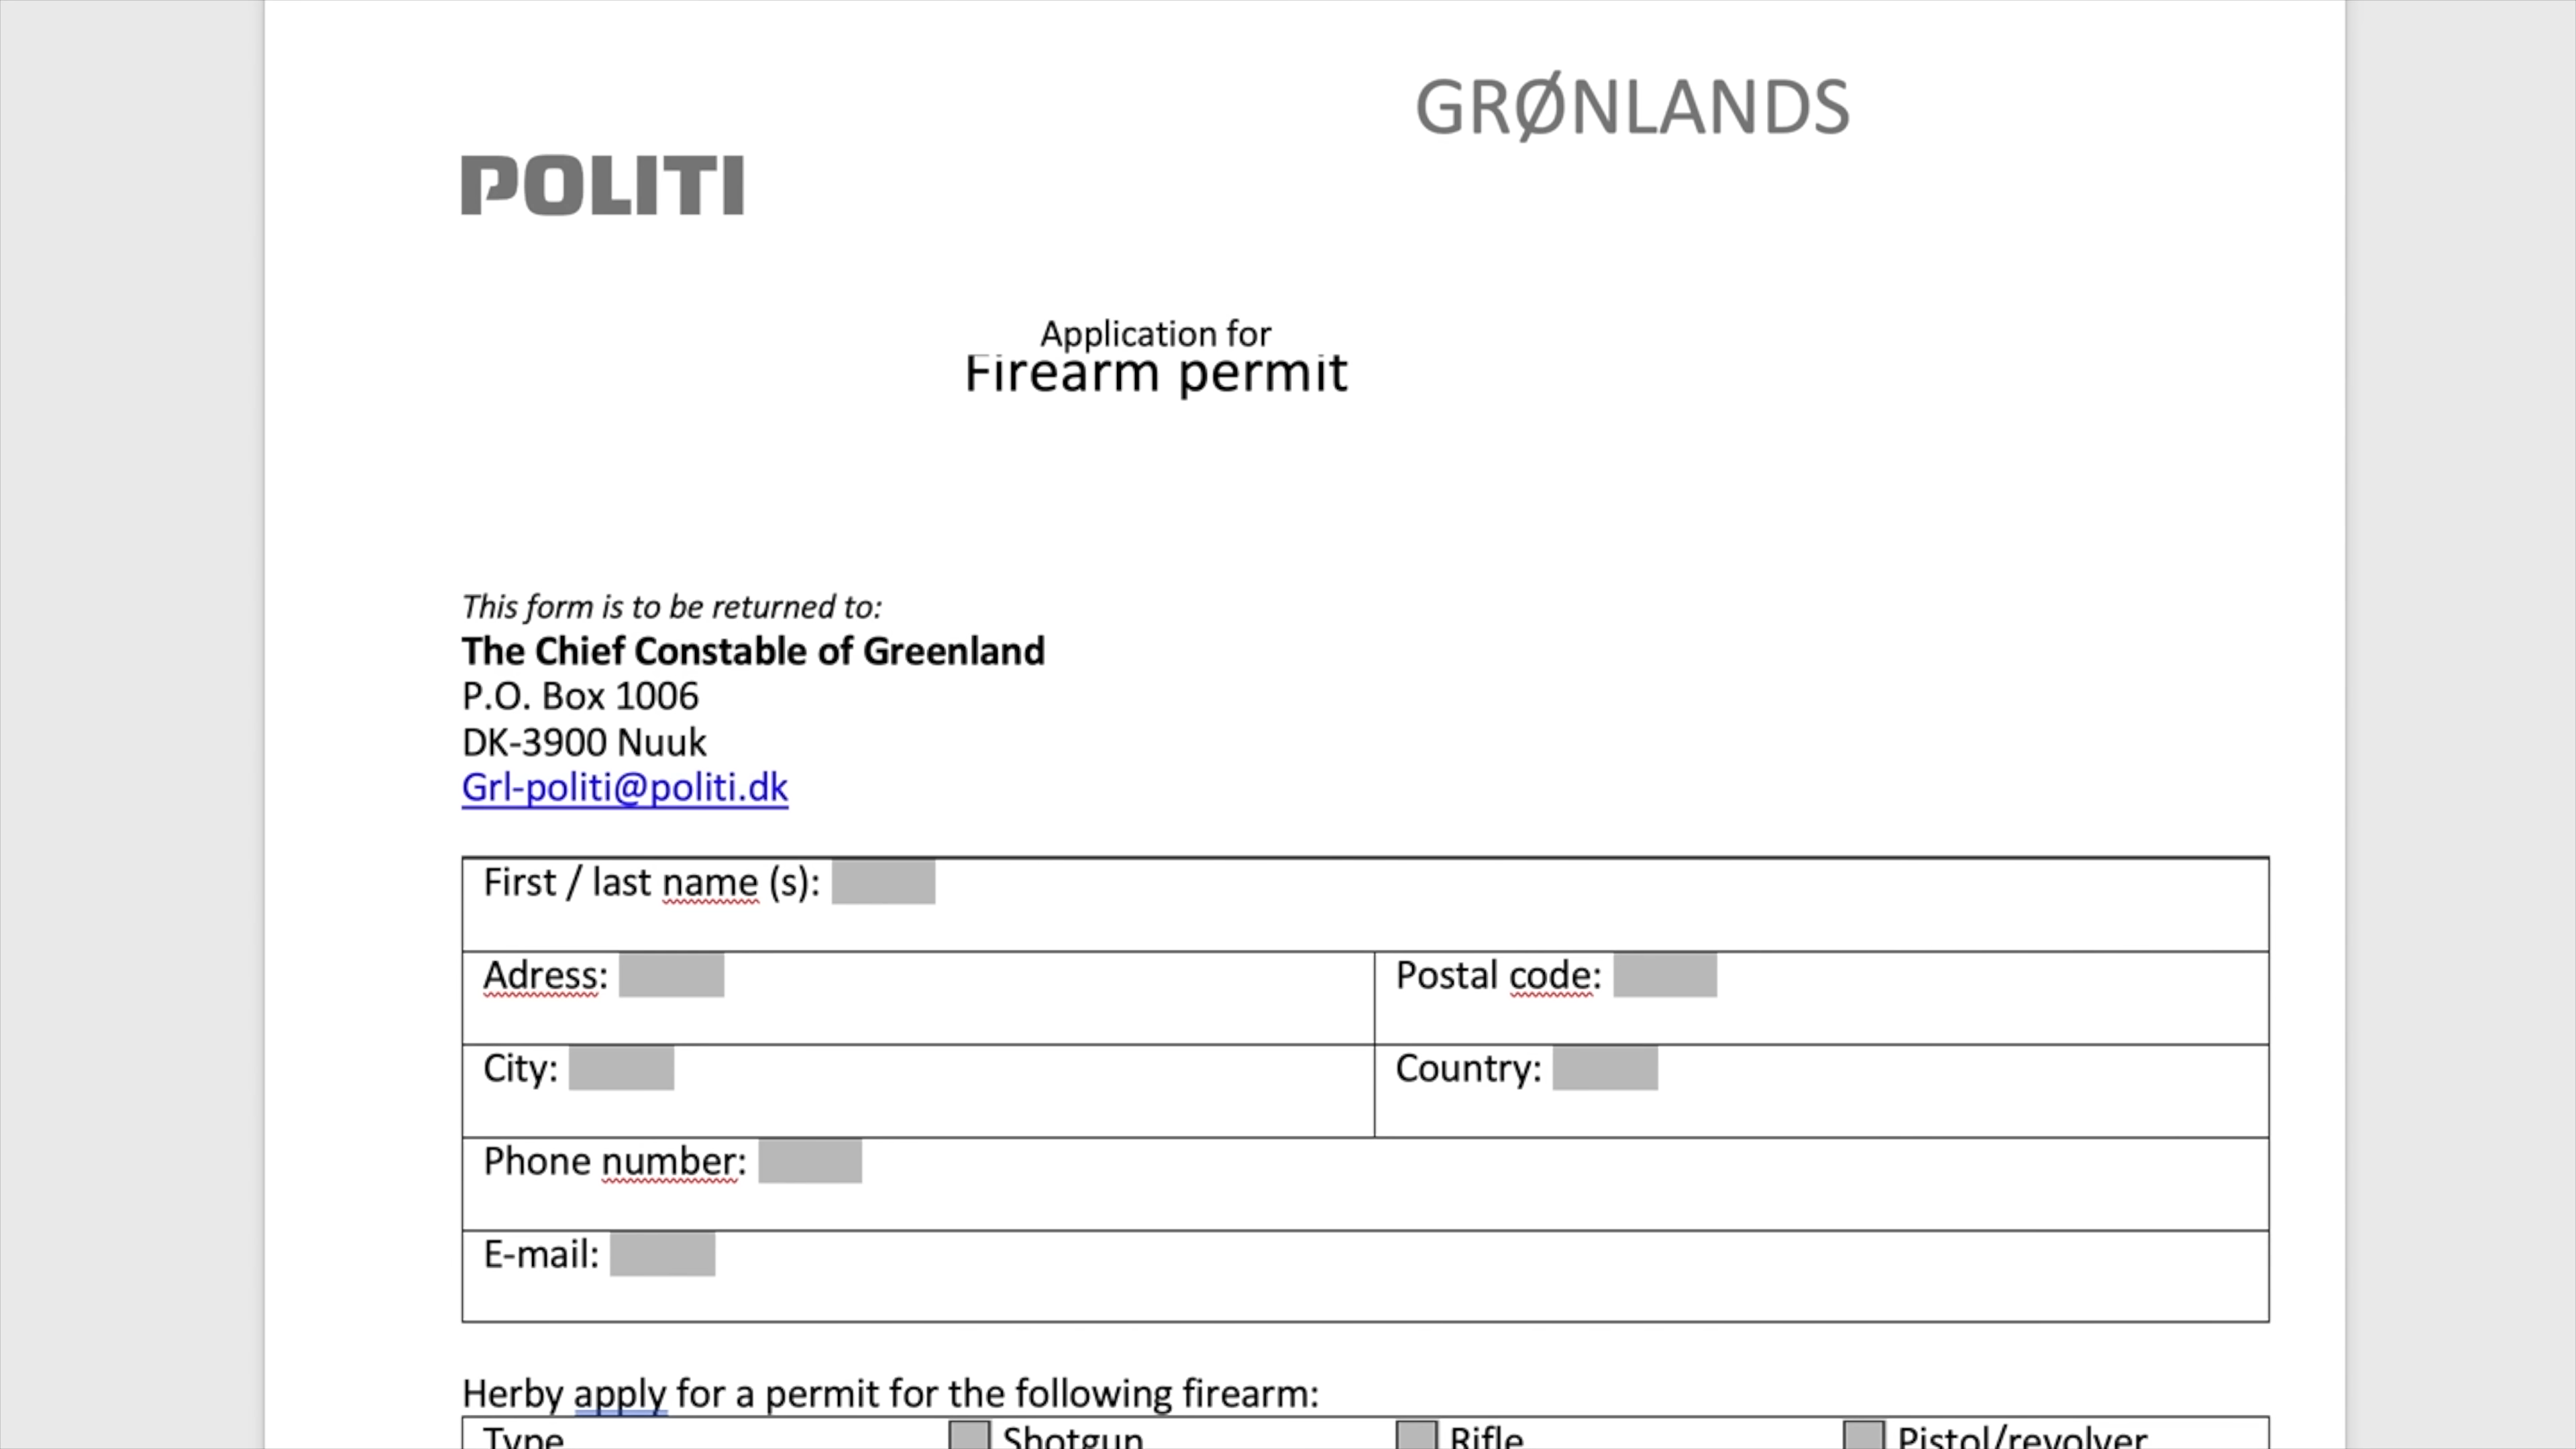 GRØNLANDS
POLITI
Application for
Firearm permit
This form is to be returned to:
The Chief Constable of Greenland
P.O. Box 1006
DK-3900 Nuuk
Grl-politi@politi.dk
First / last name (s):
Adress:
Postal code:
City:
Country:
Phone number:
E-mail:
Herby apply for a permit for the following firearm:
Type Shotgun Rifle Pistol/revolver